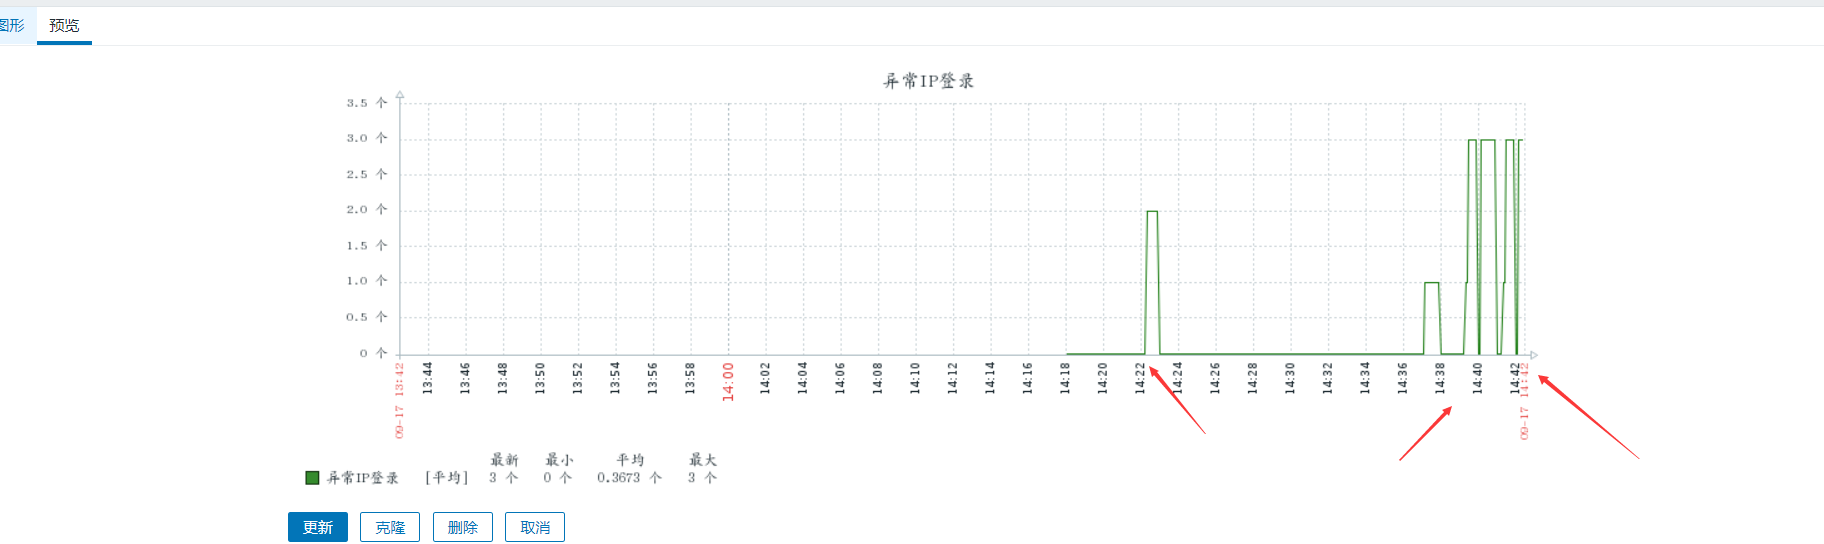 图形 预览
异常IP登录
3.5 个
3.0 个
2.5 个
2.0 个
1.5 个
1.0 个
0.5 个
0 个
09-17 13:42 13:44 13:46 13:48 13:50 13:52 13:54 13:56 13:58 14:00 14:02 14:04 14:06 14:08 14:10 14:12 14:14 14:16 14:18 14:20 14:22 14:24 14:26 14:28 14:30 14:32 14:34 14:36 14:38 14:40 14:42 09-17 14:42
最新 最小 平均 最大
异常IP登录 [平均] 3 个 0 个 0.3673 个 3 个
更新 克隆 删除 取消